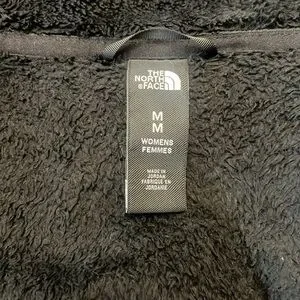 THE
NORTH
FACE
M
M
WOMENS
FEMMES
MADE IN
JORDAN
FABRIQUÉ EN
JORDANIE